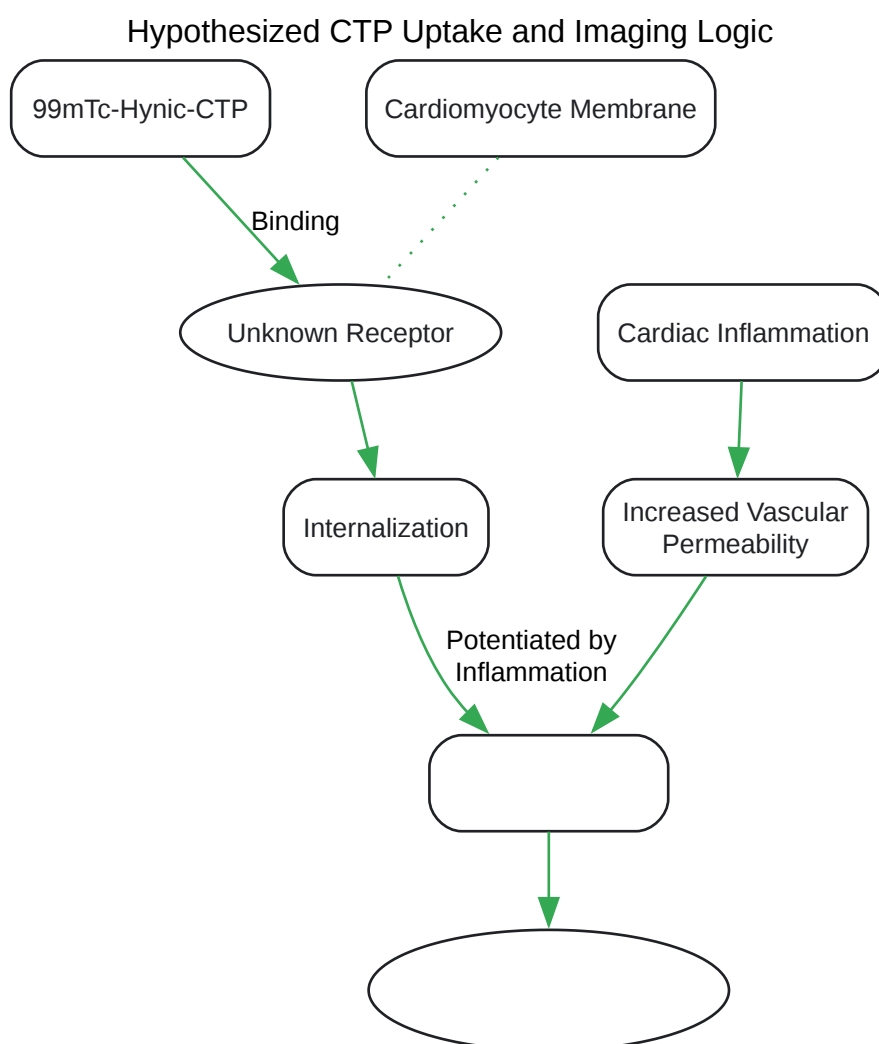 Hypothesized CTP Uptake and Imaging Logic
99mTc-Hynic-CTP
Cardiomyocyte Membrane
Binding
Unknown Receptor
Cardiac Inflammation
Internalization
Increased Vascular
Permeability
Potentiated by
Inflammation